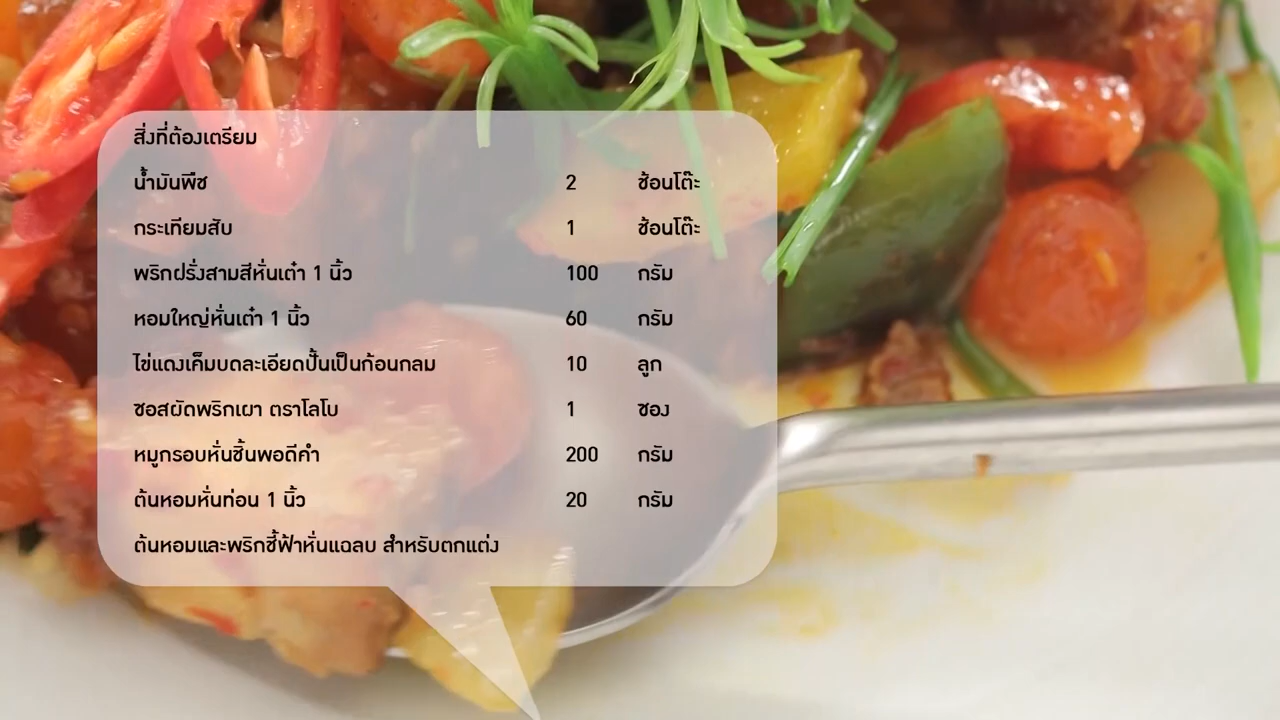 สิ่งที่ต้องเตรียม
น้ำมันพืช 2 ช้อนโต๊ะ
กระเทียมสับ 1 ช้อนโต๊ะ
พริกฝรั่งสามสีหั่นเต๋า 1 นิ้ว 100 กรัม
หอมใหญ่หั่นเต๋า 1 นิ้ว 60 กรัม
ไข่แดงเค็มบดละเอียดปั้นเป็นก้อนกลม 10 ลูก
ซอสผัดพริกเผา ตราโลโบ 1 ซอง
หมูกรอบหั่นชิ้นพอดีคำ 200 กรัม
ต้นหอมหั่นท่อน 1 นิ้ว 20 กรัม
ต้นหอมและพริกชี้ฟ้าหั่นแฉลบ สำหรับตกแต่ง